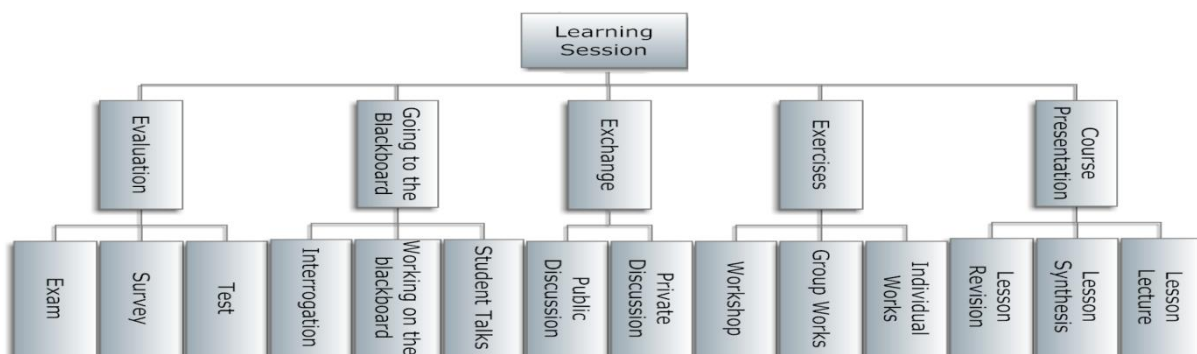 Learning
Session
Evaluation
Going to the
Blackboard
Exchange
Exercises
Course
Presentation
Exam
Survey
Test
Interrogation
Working on the
blackboard
Student Talks
Public
Discussion
Private
Discussion
Workshop
Group Works
Individual
Works
Lesson
Revision
Lesson
Synthesis
Lesson
Lecture